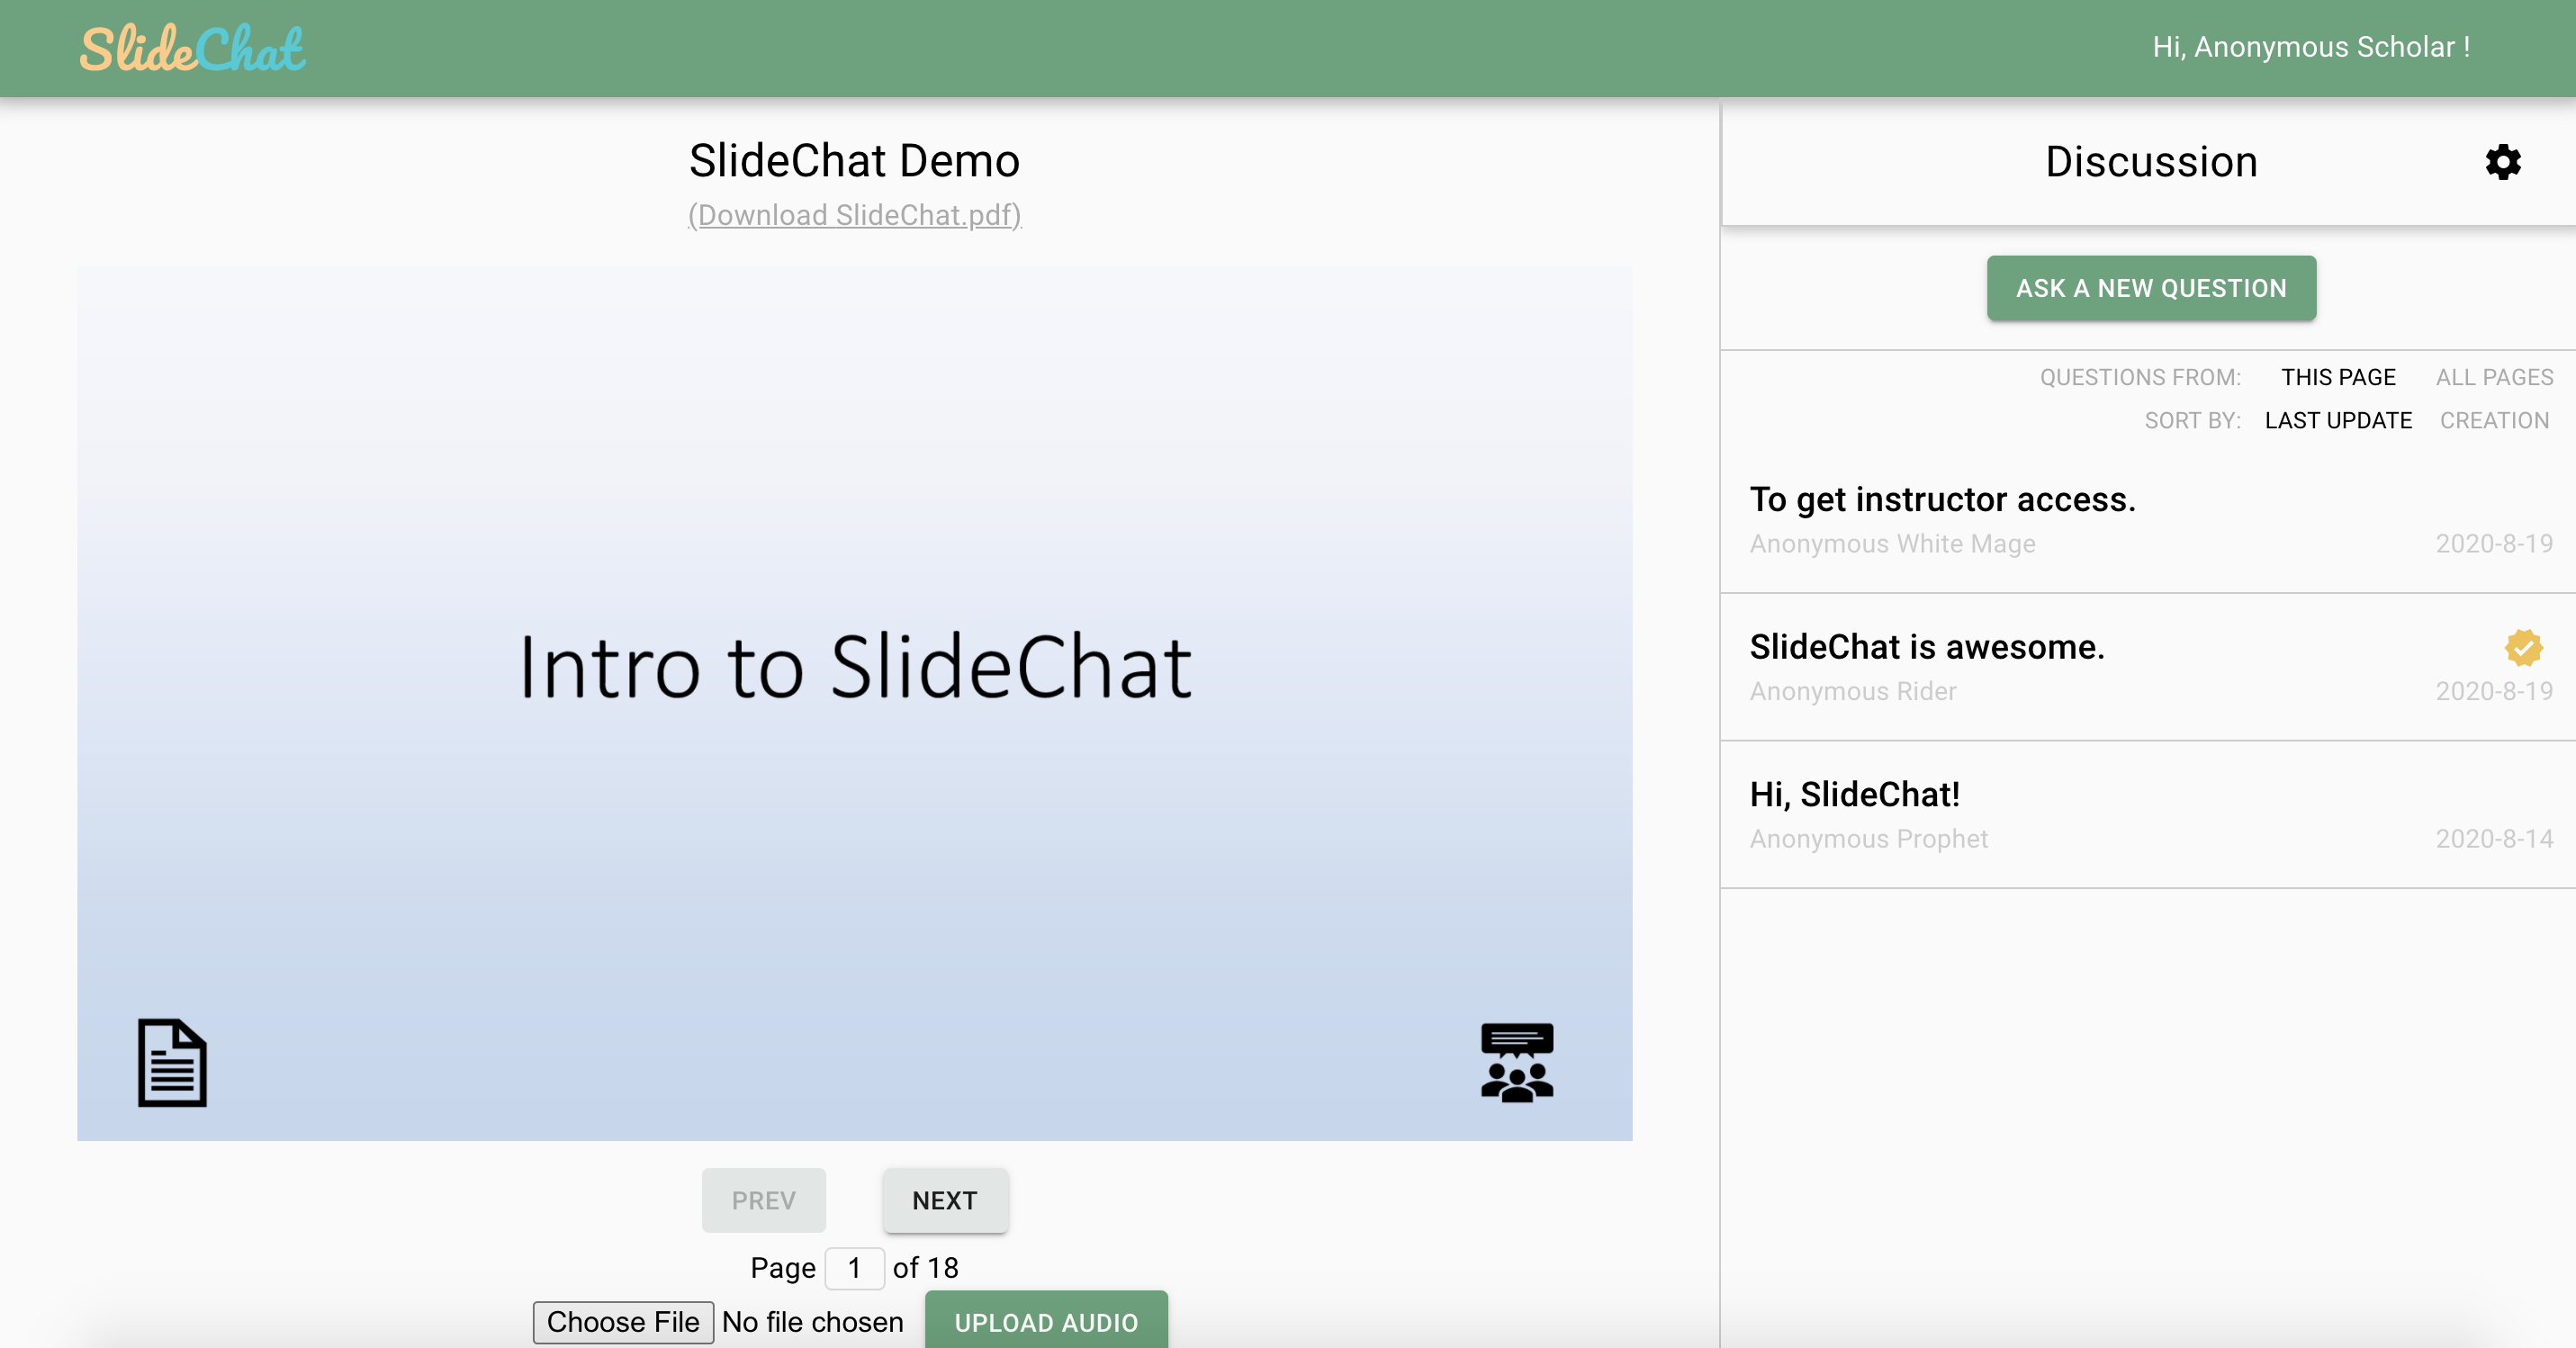 SlideChat
Hi, Anonymous Scholar !
SlideChat Demo
(Download SlideChat.pdf)
Intro to SlideChat
PREV NEXT
Page 1 of 18
Choose File No file chosen UPLOAD AUDIO
Discussion
ASK A NEW QUESTION
QUESTIONS FROM: THIS PAGE ALL PAGES
SORT BY: LAST UPDATE CREATION
To get instructor access.
Anonymous White Mage 2020-8-19
SlideChat is awesome.
Anonymous Rider 2020-8-19
Hi, SlideChat!
Anonymous Prophet 2020-8-14